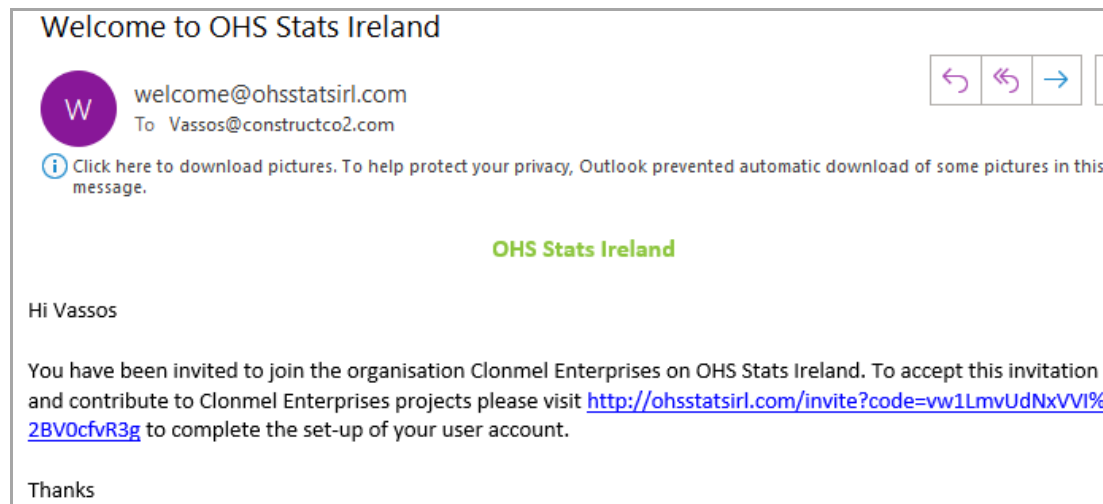 Welcome to OHS Stats Ireland
W
welcome@ohsstatsirl.com
To Vassos@constructco2.com
Click here to download pictures. To help protect your privacy, Outlook prevented automatic download of some pictures in this
message.
OHS Stats Ireland
Hi Vassos
You have been invited to join the organisation Clonmel Enterprises on OHS Stats Ireland. To accept this invitation
and contribute to Clonmel Enterprises projects please visit http://ohsstatsirl.com/invite?code=vw1LmvUdNxVVI%
2BV0cfvR3g to complete the set-up of your user account.
Thanks